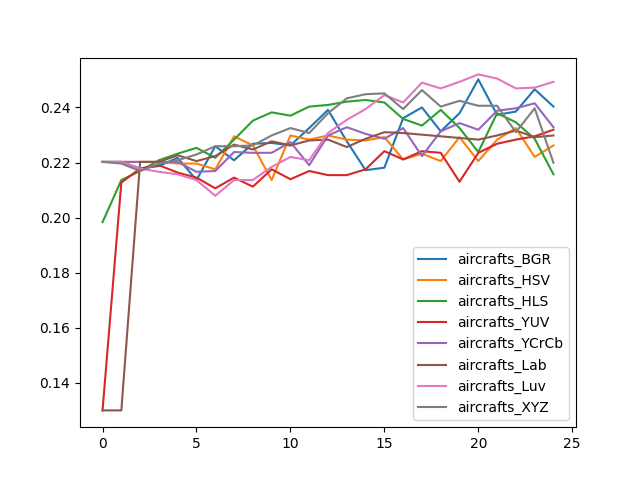 0.24
0.22
0.20
0.18
0.16
0.14
0
5
10
15
20
25
aircrafts_BGR
aircrafts_HSV
aircrafts_HLS
aircrafts_YUV
aircrafts_YCrCb
aircrafts_Lab
aircrafts_Luv
aircrafts_XYZ